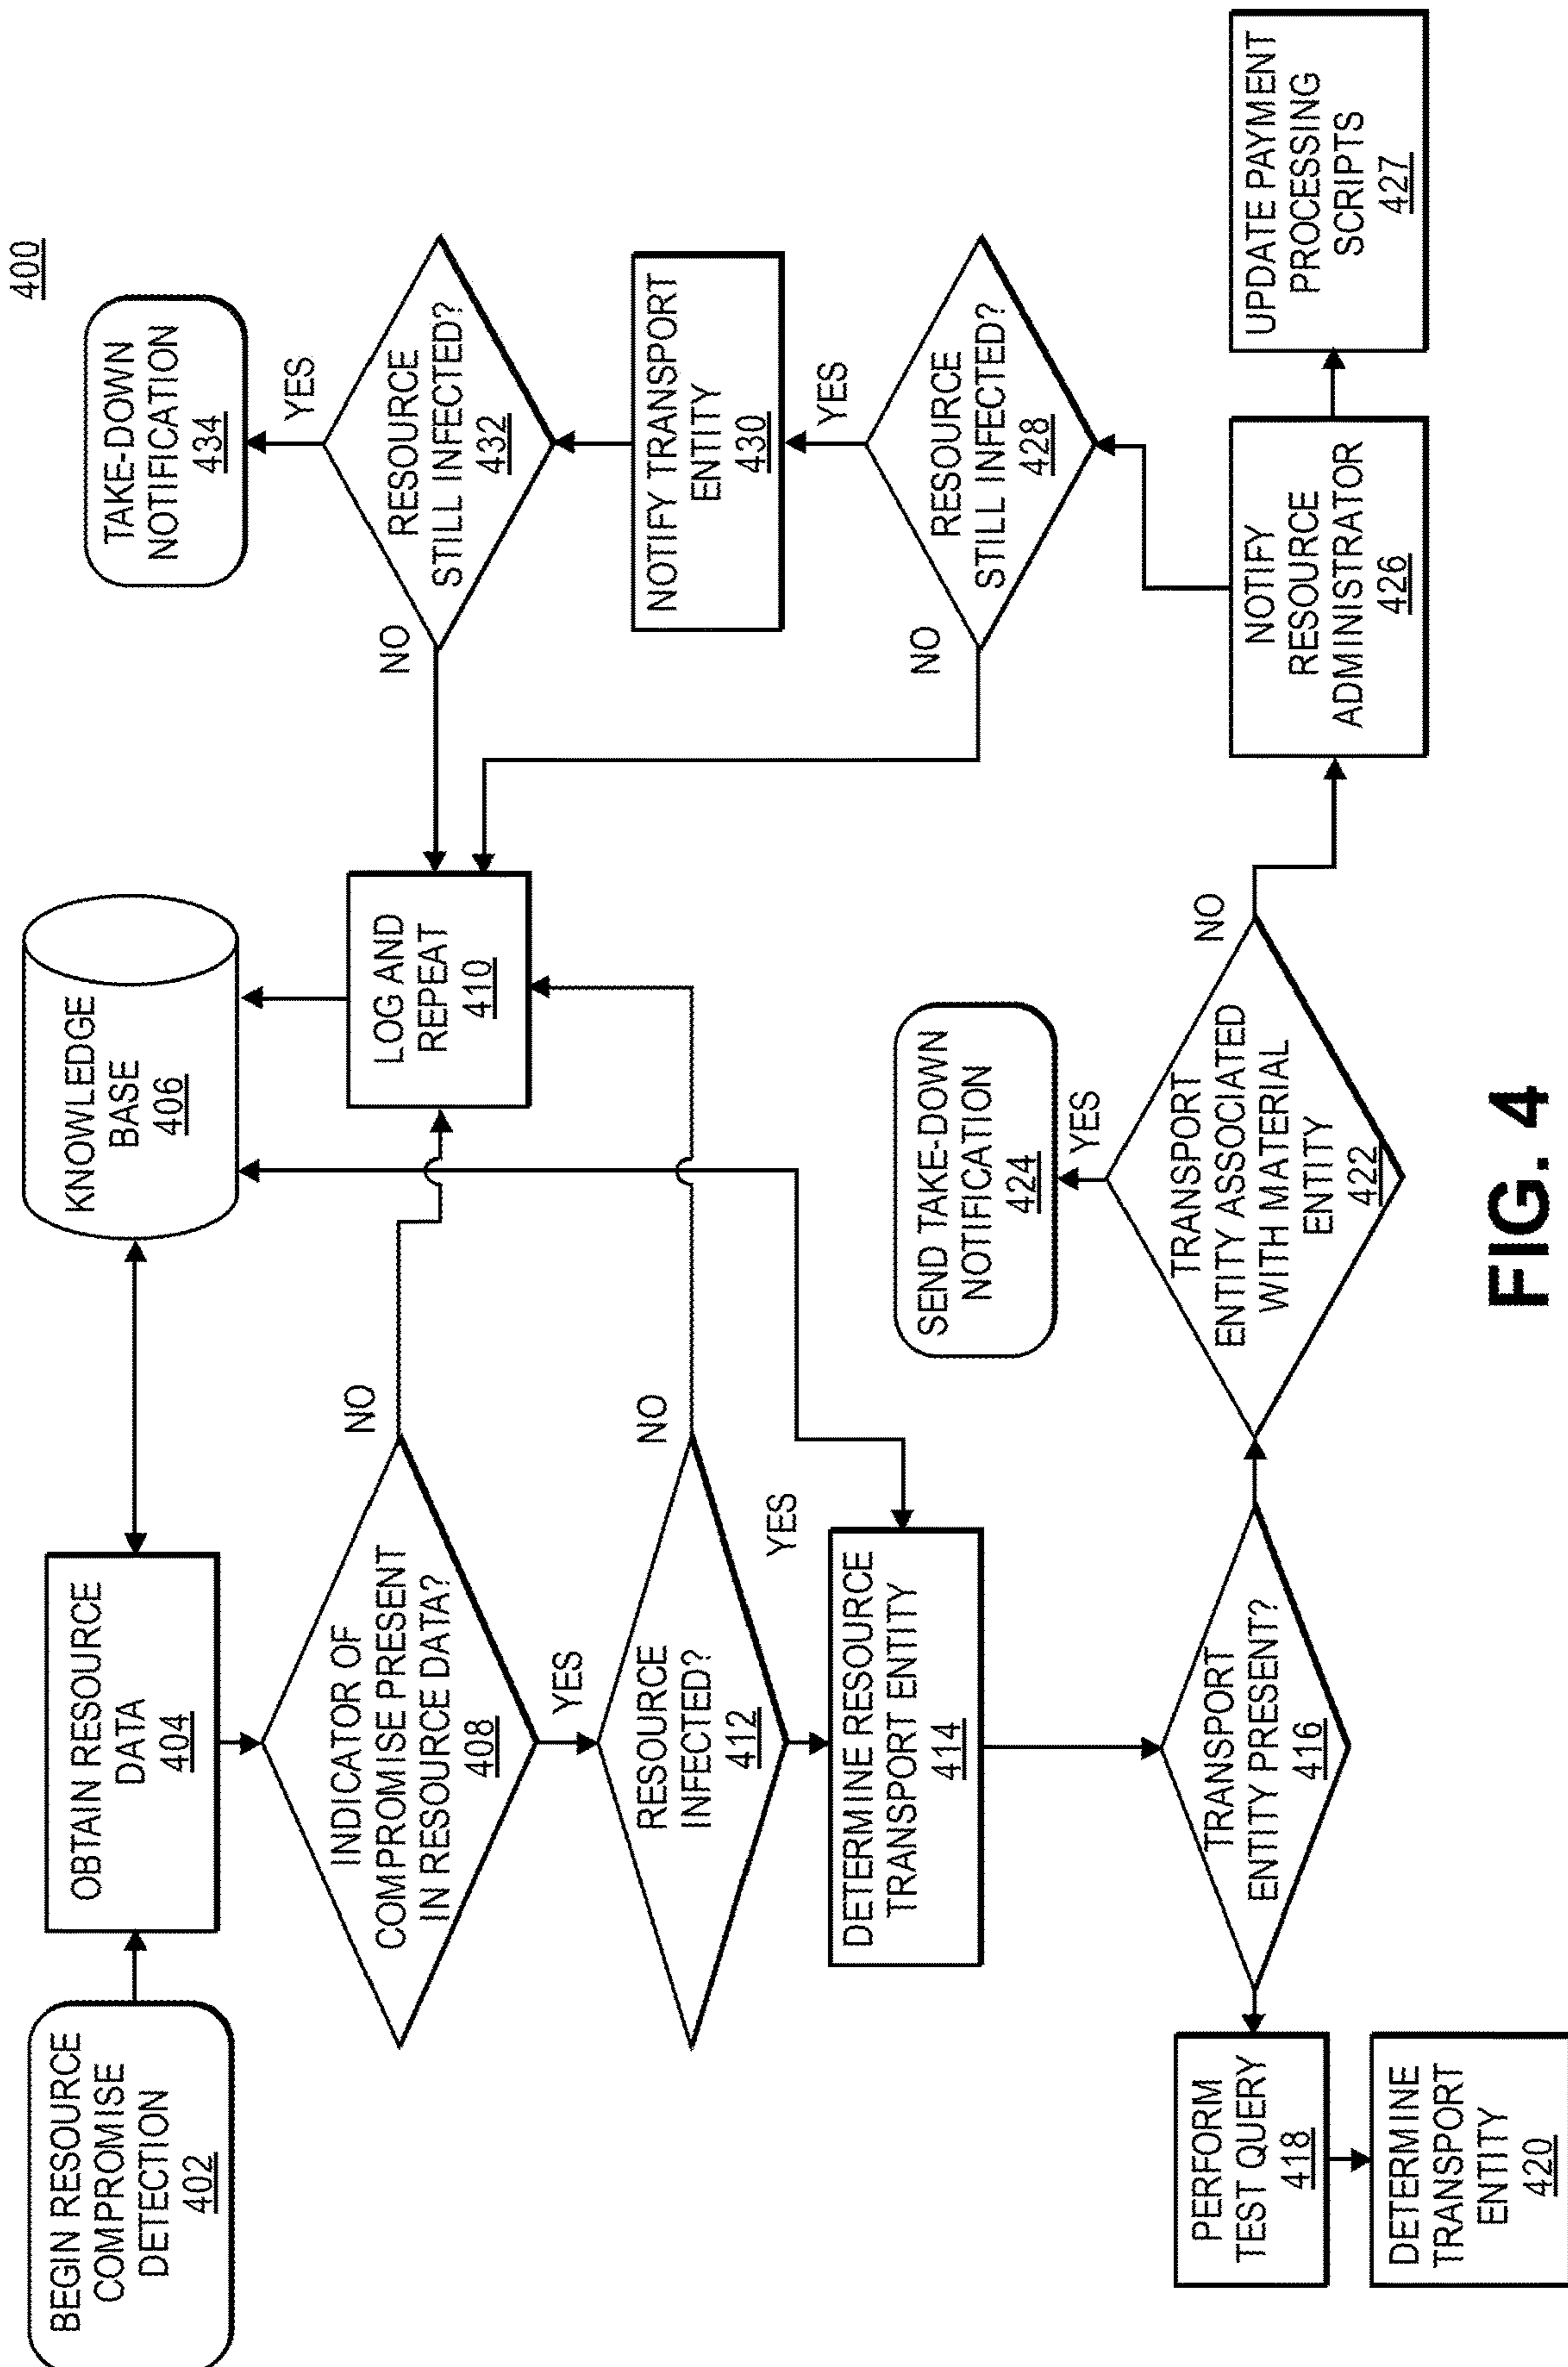 400
BEGIN RESOURCE
COMPROMISE
DETECTION
402
OBTAIN RESOURCE
DATA
404
KNOWLEDGE
BASE
406
INDICATOR OF
COMPROMISE PRESENT
IN RESOURCE DATA?
408
NO
YES
LOG AND
REPEAT
410
RESOURCE
INFECTED?
412
NO
YES
DETERMINE RESOURCE
TRANSPORT ENTITY
414
TRANSPORT
ENTITY PRESENT?
416
PERFORM
TEST QUERY
418
DETERMINE
TRANSPORT
ENTITY
420
TRANSPORT
ENTITY ASSOCIATED
WITH MATERIAL
ENTITY
422
YES
NO
SEND TAKE-DOWN
NOTIFICATION
424
NOTIFY
RESOURCE
ADMINISTRATOR
426
UPDATE PAYMENT
PROCESSING
SCRIPTS
427
RESOURCE
STILL INFECTED?
428
NO
YES
NOTIFY TRANSPORT
ENTITY
430
RESOURCE
STILL INFECTED?
432
NO
YES
TAKE-DOWN
NOTIFICATION
434
FIG. 4